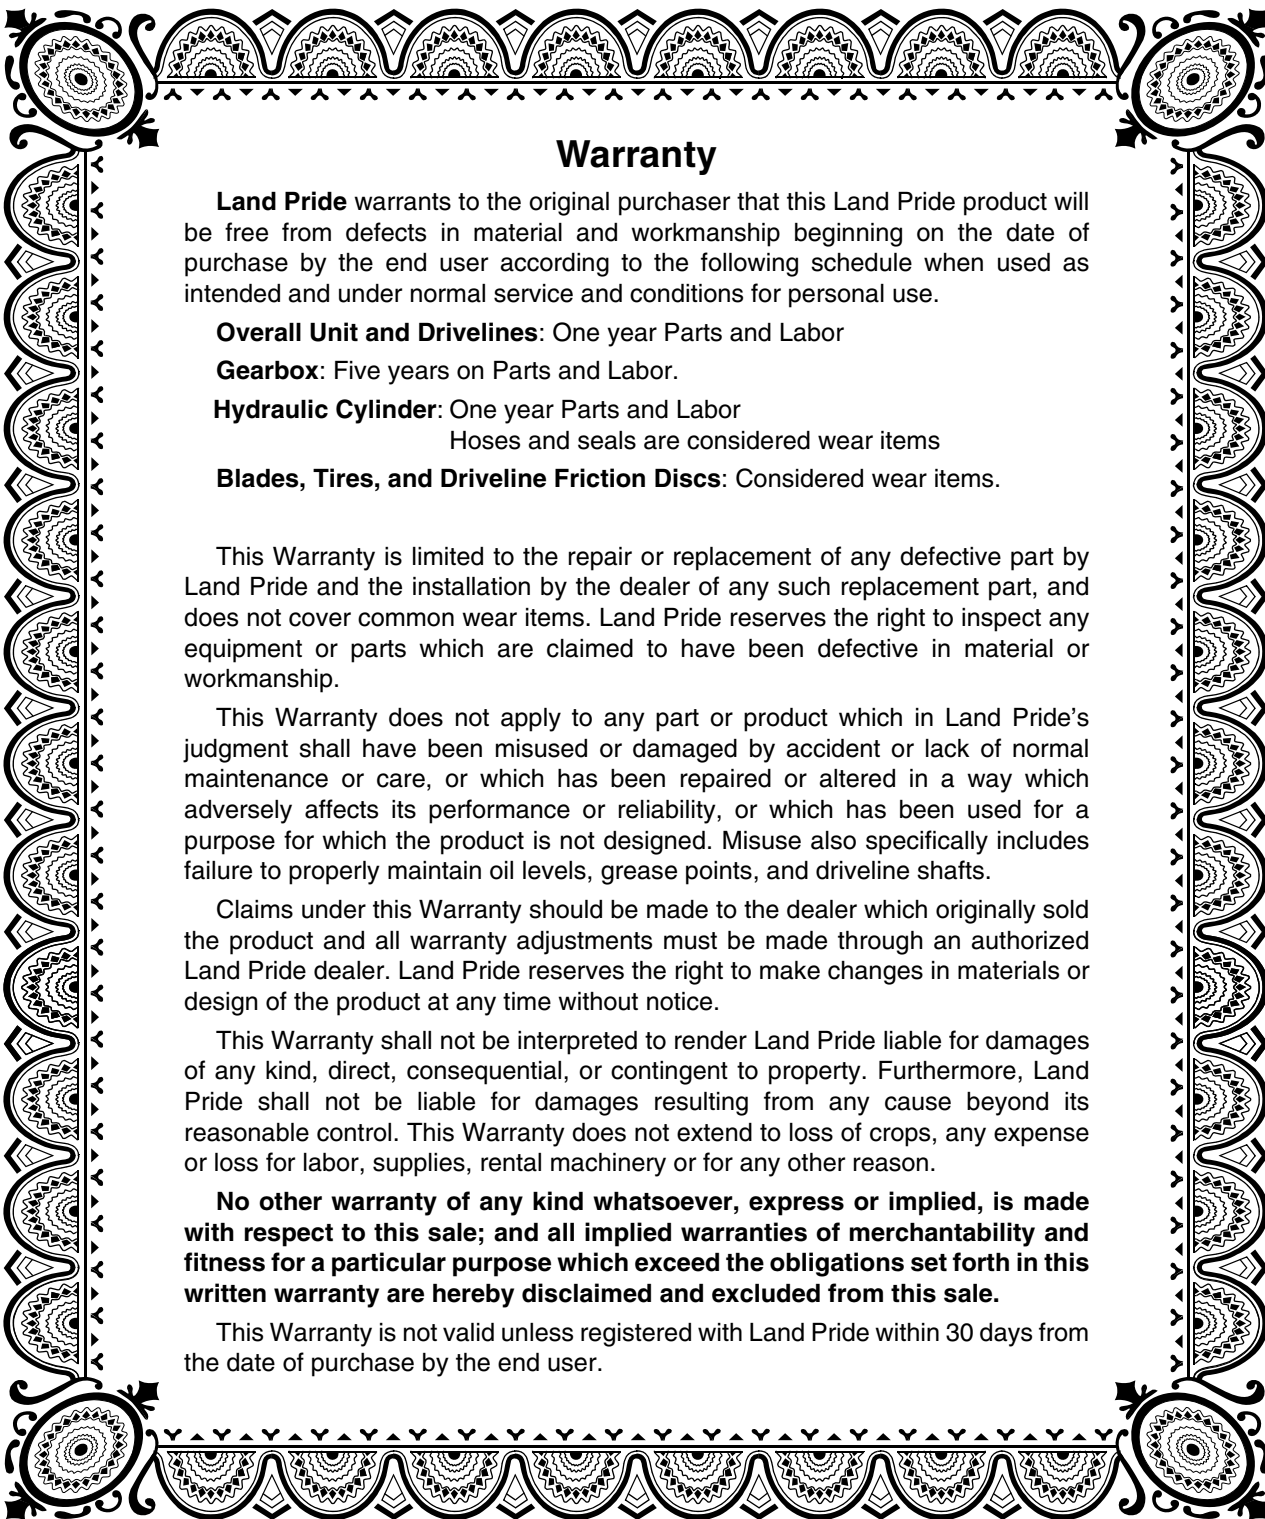 Warranty
Land Pride warrants to the original purchaser that this Land Pride product will
be free from defects in material and workmanship beginning on the date of
purchase by the end user according to the following schedule when used as
intended and under normal service and conditions for personal use.
Overall Unit and Drivelines: One year Parts and Labor
Gearbox: Five years on Parts and Labor.
Hydraulic Cylinder: One year Parts and Labor
Hoses and seals are considered wear items
Blades, Tires, and Driveline Friction Discs: Considered wear items.
This Warranty is limited to the repair or replacement of any defective part by
Land Pride and the installation by the dealer of any such replacement part, and
does not cover common wear items. Land Pride reserves the right to inspect any
equipment or parts which are claimed to have been defective in material or
workmanship.
This Warranty does not apply to any part or product which in Land Pride’s
judgment shall have been misused or damaged by accident or lack of normal
maintenance or care, or which has been repaired or altered in a way which
adversely affects its performance or reliability, or which has been used for a
purpose for which the product is not designed. Misuse also specifically includes
failure to properly maintain oil levels, grease points, and driveline shafts.
Claims under this Warranty should be made to the dealer which originally sold
the product and all warranty adjustments must be made through an authorized
Land Pride dealer. Land Pride reserves the right to make changes in materials or
design of the product at any time without notice.
This Warranty shall not be interpreted to render Land Pride liable for damages
of any kind, direct, consequential, or contingent to property. Furthermore, Land
Pride shall not be liable for damages resulting from any cause beyond its
reasonable control. This Warranty does not extend to loss of crops, any expense
or loss for labor, supplies, rental machinery or for any other reason.
No other warranty of any kind whatsoever, express or implied, is made
with respect to this sale; and all implied warranties of merchantability and
fitness for a particular purpose which exceed the obligations set forth in this
written warranty are hereby disclaimed and excluded from this sale.
This Warranty is not valid unless registered with Land Pride within 30 days from
the date of purchase by the end user.